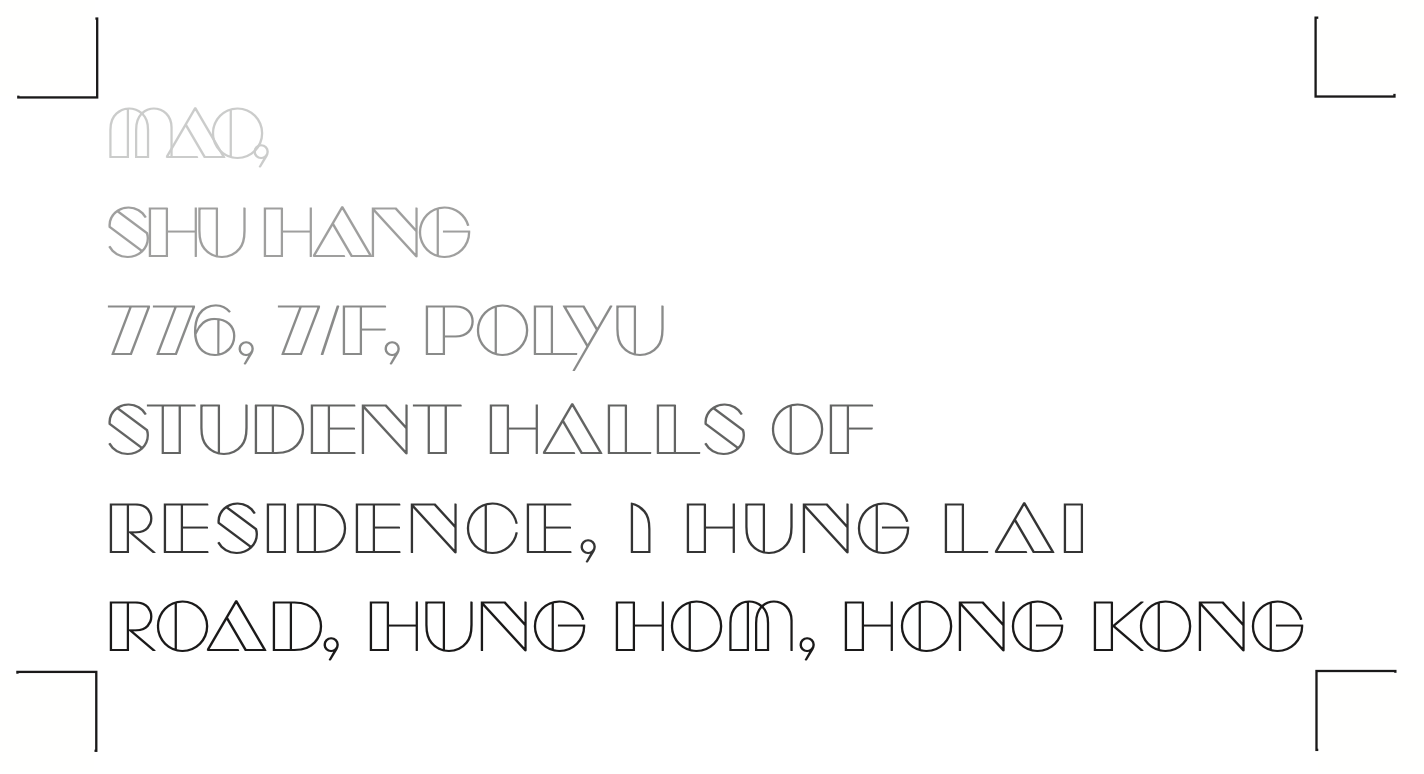 MAO,
SHU HANG
776, 7/F, POLYU
STUDENT HALLS OF
RESIDENCE, 1 HUNG LAI
ROAD, HUNG HOM, HONG KONG